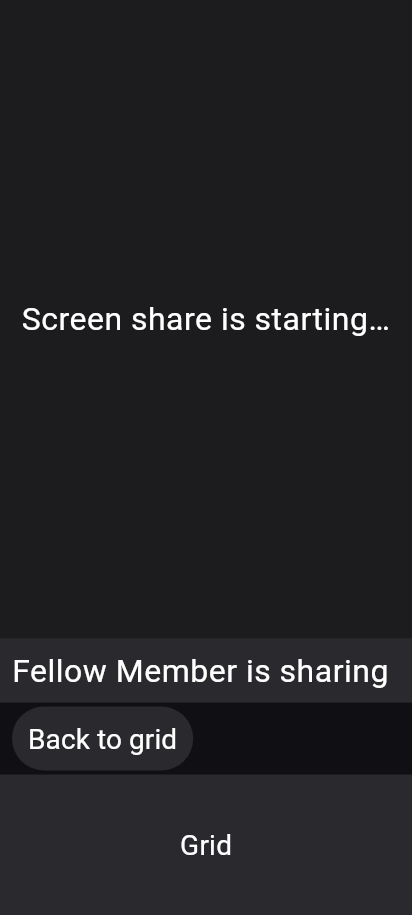 Screen share is starting…
Fellow Member is sharing
Back to grid
Grid